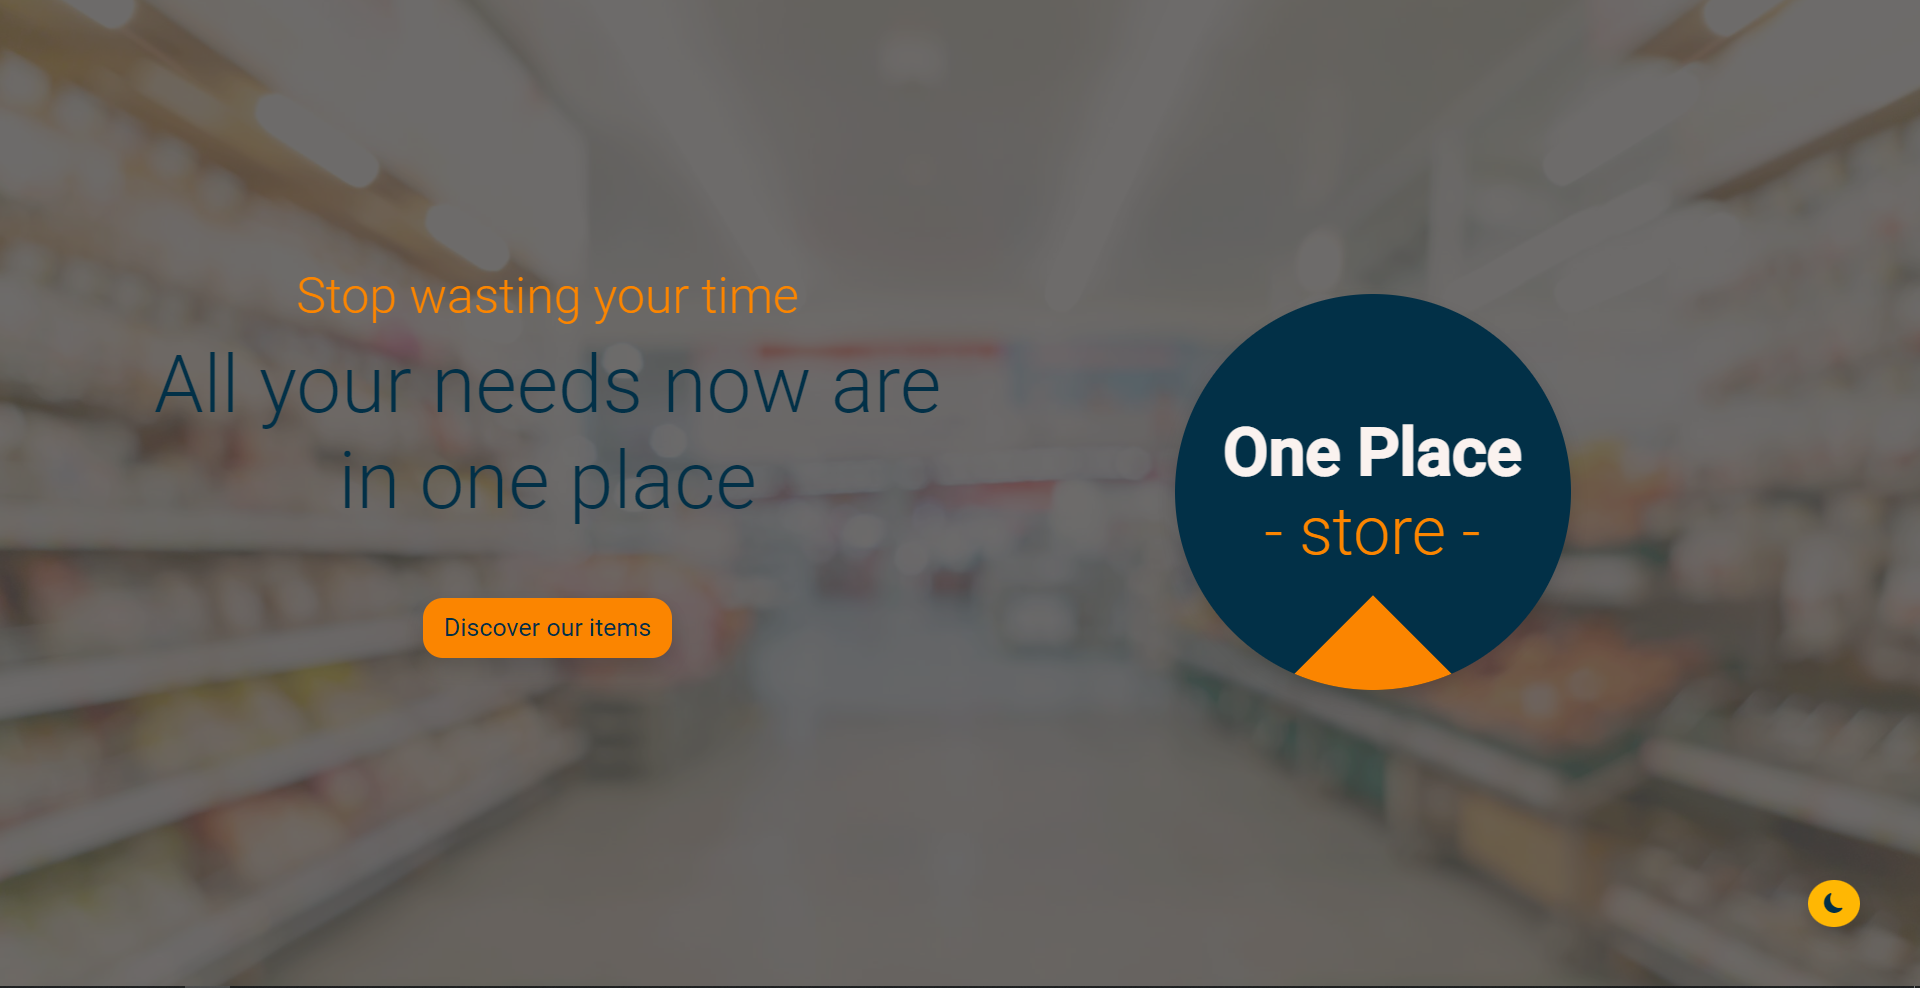 Stop wasting your time
All your needs now are
in one place
Discover our items
One Place
- store -